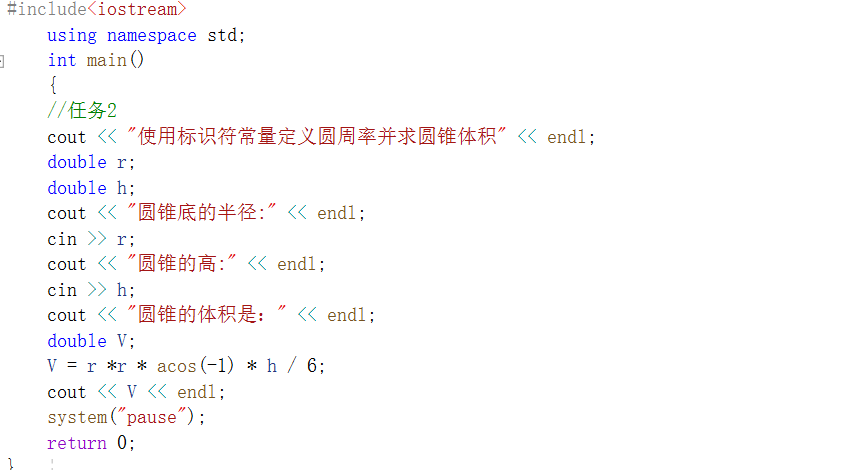 #include<iostream>
using namespace std;
int main()
{
//任务2
cout << "使用标识符常量定义圆周率并求圆锥体积" << endl;
double r;
double h;
cout << "圆锥底的半径:" << endl;
cin >> r;
cout << "圆锥的高:" << endl;
cin >> h;
cout << "圆锥的体积是：" << endl;
double V;
V = r *r * acos(-1) * h / 6;
cout << V << endl;
system("pause");
return 0;
}